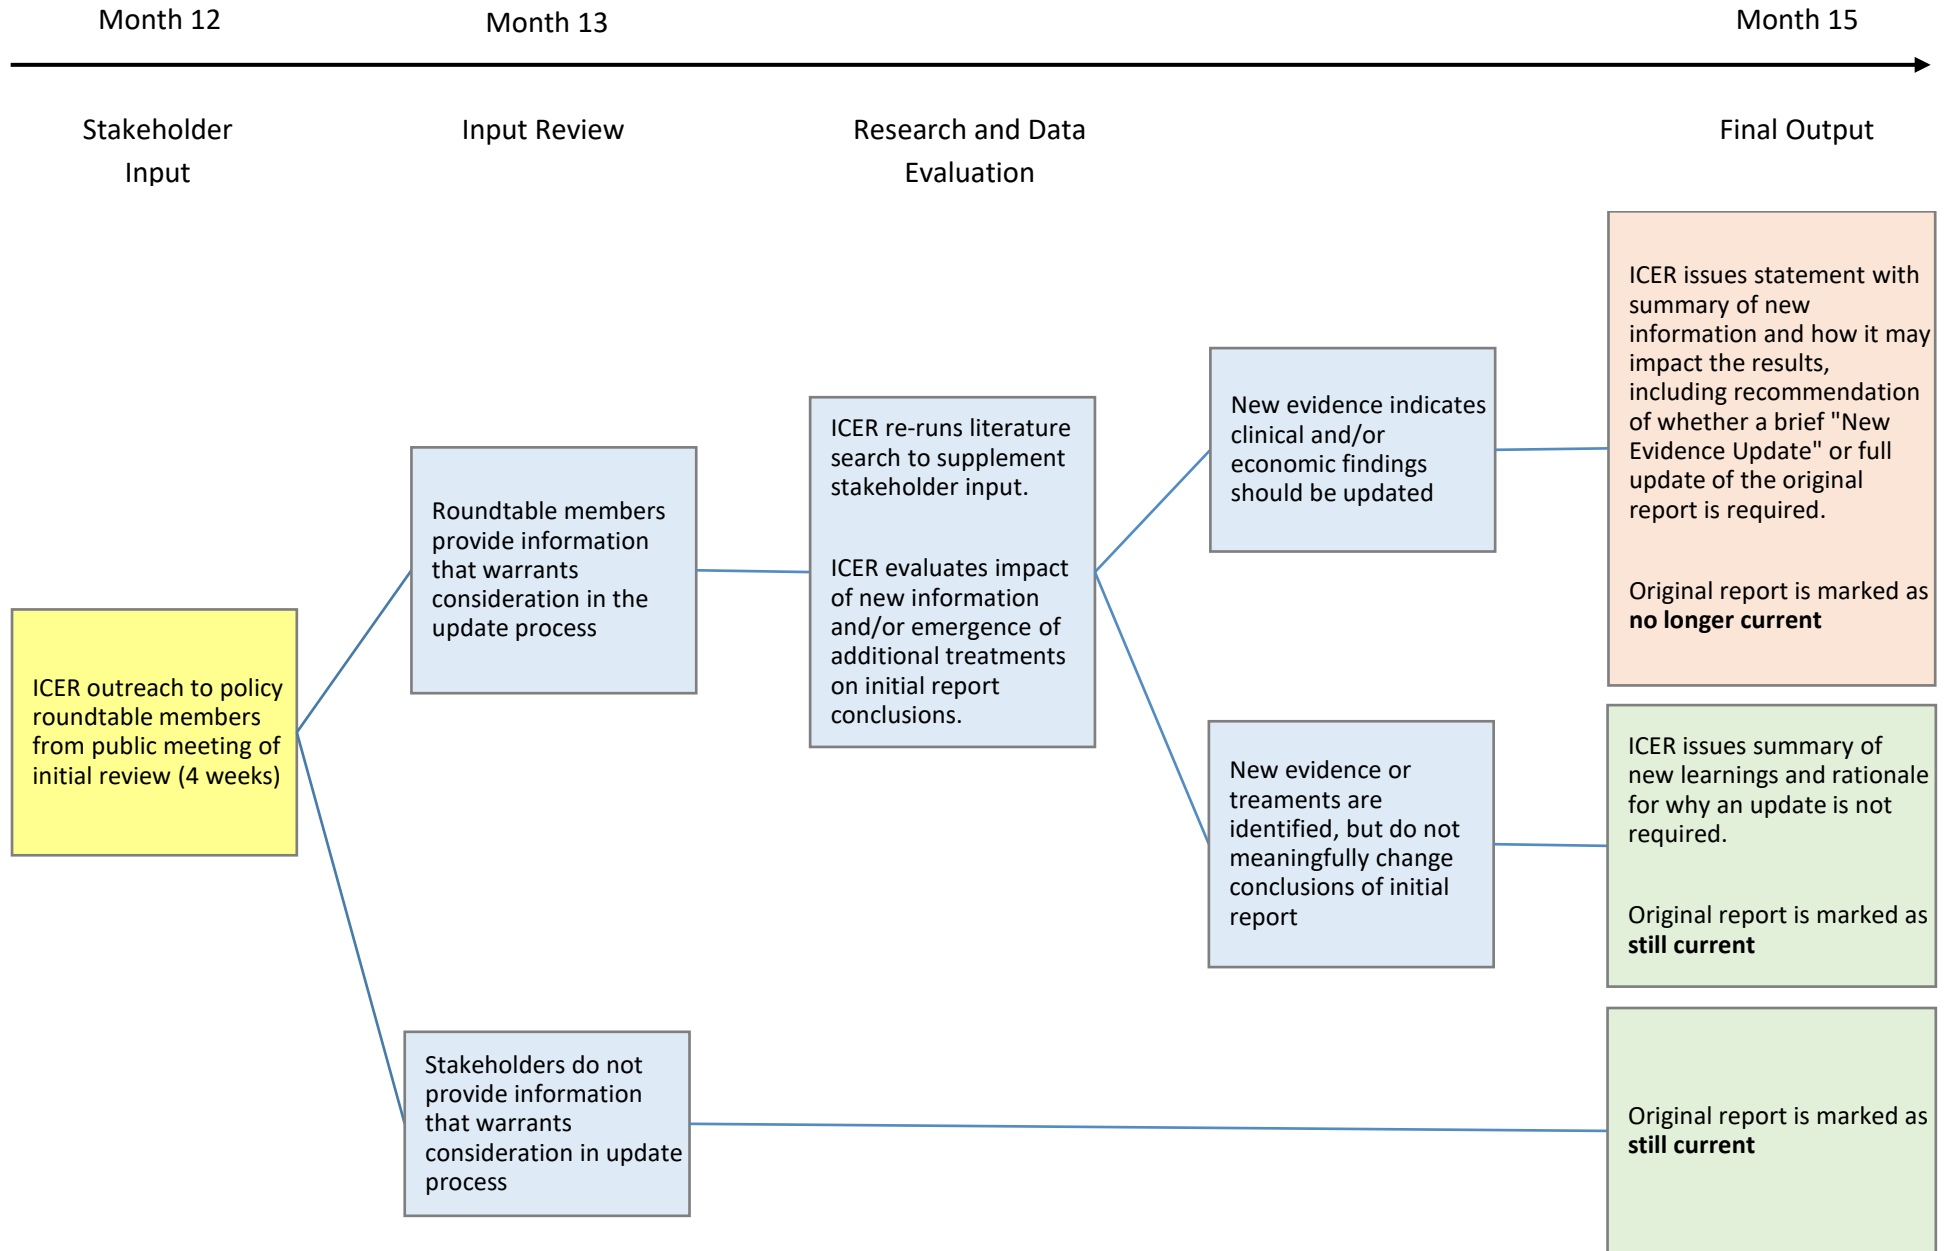 Month 12
Month 13
Month 15
Stakeholder
Input
Input Review
Research and Data
Evaluation
Final Output
ICER outreach to policy
roundtable members
from public meeting of
initial review (4 weeks)
Roundtable members
provide information
that warrants
consideration in the
update process
Stakeholders do not
provide information
that warrants
consideration in update
process
ICER re-runs literature
search to supplement
stakeholder input.
ICER evaluates impact
of new information
and/or emergence of
additional treatments
on initial report
conclusions.
New evidence indicates
clinical and/or
economic findings
should be updated
New evidence or
treaments are
identified, but do not
meaningfully change
conclusions of initial
report
ICER issues statement with
summary of new
information and how it may
impact the results,
including recommendation
of whether a brief "New
Evidence Update" or full
update of the original
report is required.
Original report is marked as
no longer current
ICER issues summary of
new learnings and rationale
for why an update is not
required.
Original report is marked as
still current
Original report is marked as
still current